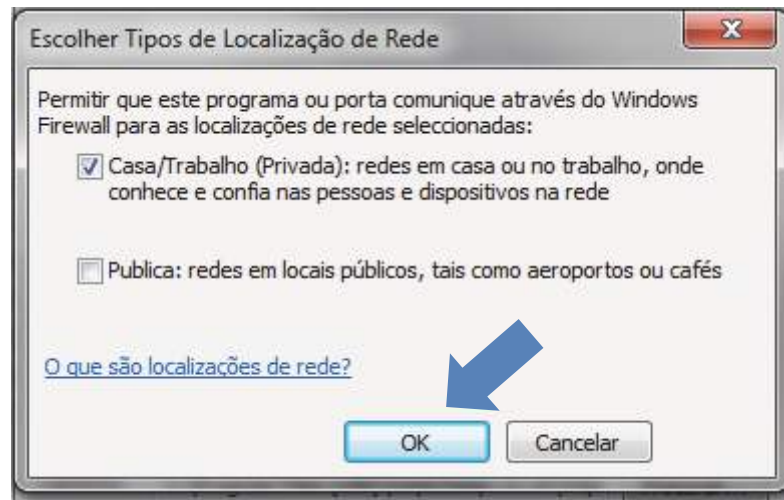 Escolher Tipos de Localização de Rede
Permitir que este programa ou porta comunique através do Windows
Firewall para as localizações de rede seleccionadas:
Casa/Trabalho (Privada): redes em casa ou no trabalho, onde
conhece e confia nas pessoas e dispositivos na rede
Publica: redes em locais públicos, tais como aeroportos ou cafés
O que são localizações de rede?
OK Cancelar